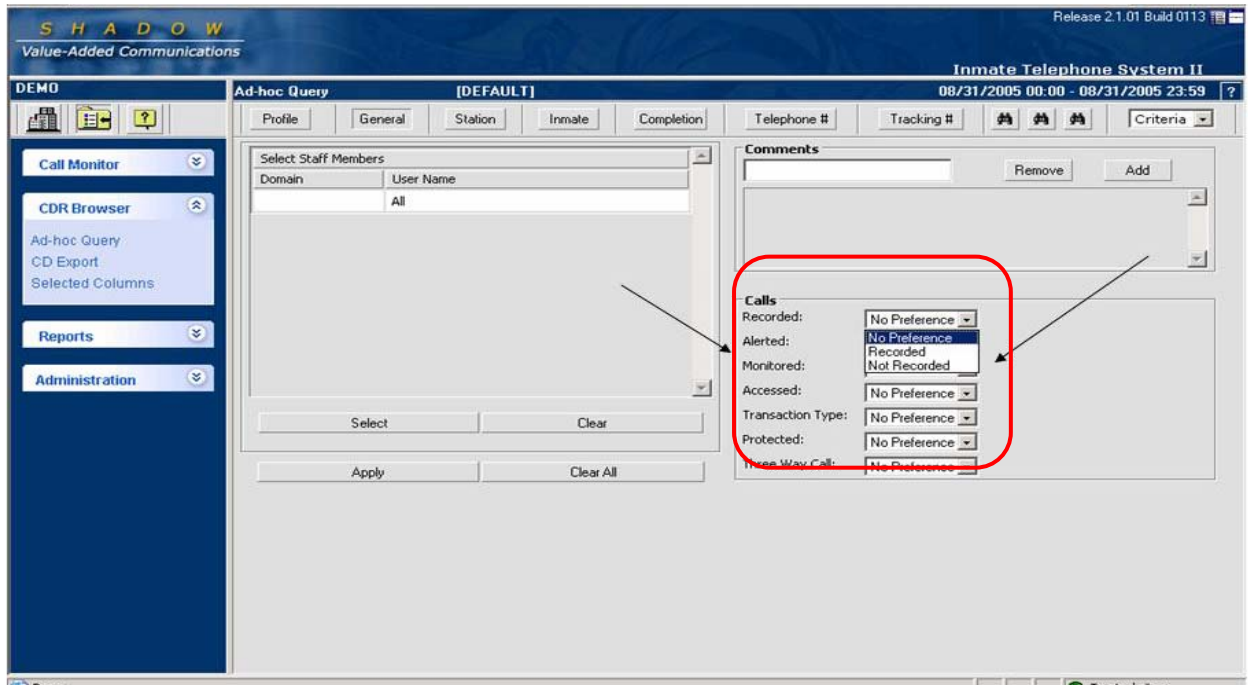 S H A D O W
Value-Added Communications
Release 2.1.01 Build 0113
Inmate Telephone System II
DEMO
Ad-hoc Query [DEFAULT] 08/31/2005 00:00 - 08/31/2005 23:59 ?
Profile General Station Inmate Completion Telephone # Tracking # Criteria
Call Monitor
CDR Browser
Ad-hoc Query
CD Export
Selected Columns
Reports
Administration
Select Staff Members
Domain User Name
All
Select Clear
Apply Clear All
Comments
Remove Add
Calls
Recorded: No Preference
No Preference
Recorded
Not Recorded
Alerted:
Monitored:
Accessed: No Preference
Transaction Type: No Preference
Protected: No Preference
Three Way Call: No Preference